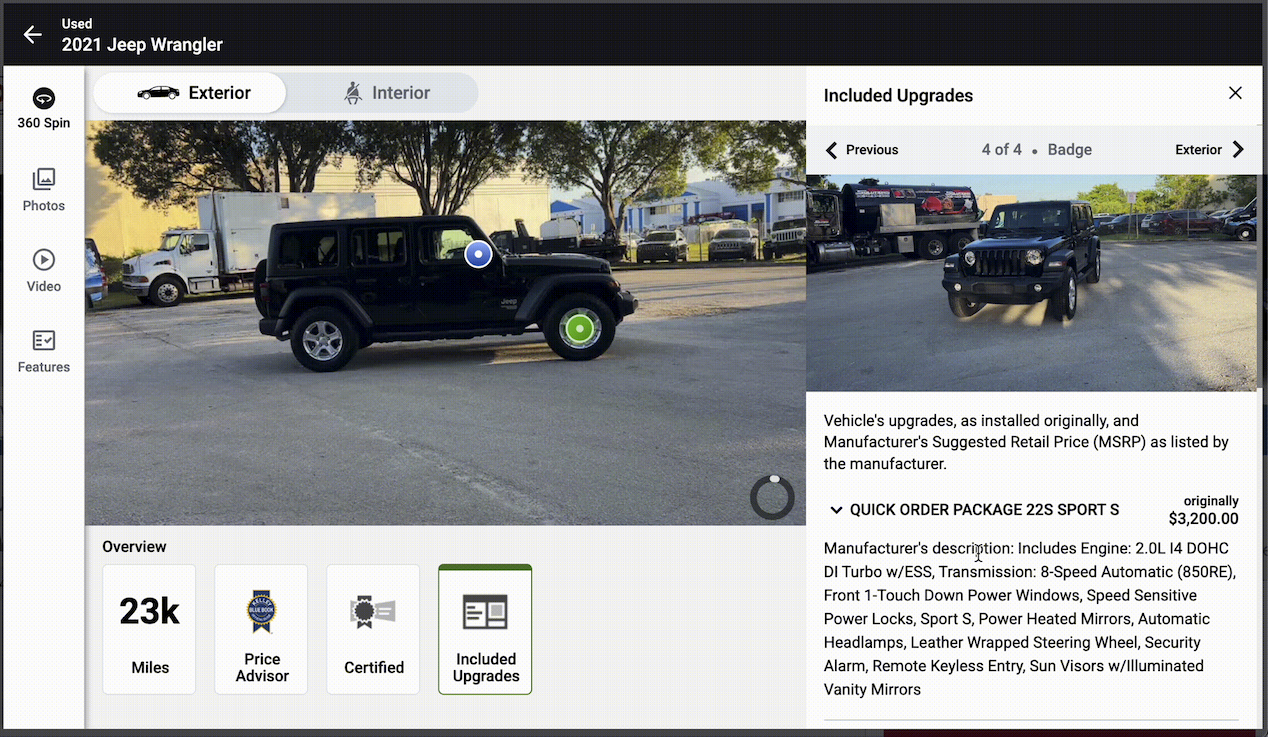 Used
2021 Jeep Wrangler
360 Spin
Photos
Video
Features
Exterior
Interior
Jeep
Overview
23k
Miles
KELLEY
BLUE BOOK
Price
Advisor
Certified
Included
Upgrades
Included Upgrades
Previous
4 of 4 • Badge
Exterior
Vehicle's upgrades, as installed originally, and
Manufacturer's Suggested Retail Price (MSRP) as listed by
the manufacturer.
QUICK ORDER PACKAGE 22S SPORT S
originally
$3,200.00
Manufacturer's description: Includes Engine: 2.0L I4 DOHC
DI Turbo w/ESS, Transmission: 8-Speed Automatic (850RE),
Front 1-Touch Down Power Windows, Speed Sensitive
Power Locks, Sport S, Power Heated Mirrors, Automatic
Headlamps, Leather Wrapped Steering Wheel, Security
Alarm, Remote Keyless Entry, Sun Visors w/Illuminated
Vanity Mirrors